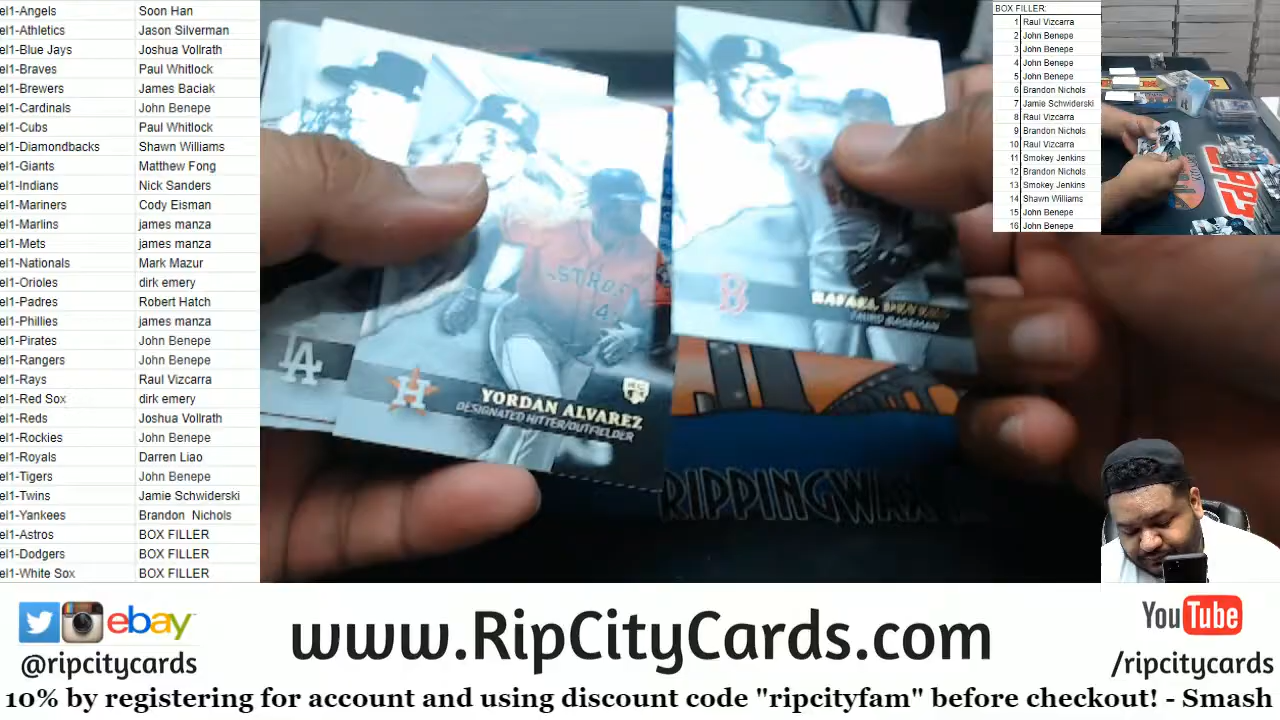 el1-Angels Soon Han
el1-Athletics Jason Silverman
el1-Blue Jays Joshua Vollrath
el1-Braves Paul Whitlock
el1-Brewers James Baciak
el1-Cardinals John Benepe
el1-Cubs Paul Whitlock
el1-Diamondbacks Shawn Williams
el1-Giants Matthew Fong
el1-Indians Nick Sanders
el1-Mariners Cody Eisman
el1-Marlins james manza
el1-Mets james manza
el1-Nationals Mark Mazur
el1-Orioles dirk emery
el1-Padres Robert Hatch
el1-Phillies james manza
el1-Pirates John Benepe
el1-Rangers John Benepe
el1-Rays Raul Vizcarra
el1-Red Sox dirk emery
el1-Reds Joshua Vollrath
el1-Rockies John Benepe
el1-Royals Darren Liao
el1-Tigers John Benepe
el1-Twins Jamie Schwiderski
el1-Yankees Brandon Nichols
el1-Astros BOX FILLER
el1-Dodgers BOX FILLER
el1-White Sox BOX FILLER
LA
ASTROS
4
H
YORDAN ALVAREZ
DESIGNATED HITTER/OUTFIELDER
B
B
RAFAEL DEVERS
THIRD BASEMAN
RIPPINGWAX
BOX FILLER:
1 Raul Vizcarra
2 John Benepe
3 John Benepe
4 John Benepe
5 John Benepe
6 Brandon Nichols
7 Jamie Schwiderski
8 Raul Vizcarra
9 Brandon Nichols
10 Raul Vizcarra
11 Smokey Jenkins
12 Brandon Nichols
13 Smokey Jenkins
14 Shawn Williams
15 John Benepe
16 John Benepe
ebay
@ripcitycards
www.RipCityCards.com
YouTube
/ripcitycards
10% by registering for account and using discount code "ripcityfam" before checkout! - Smash